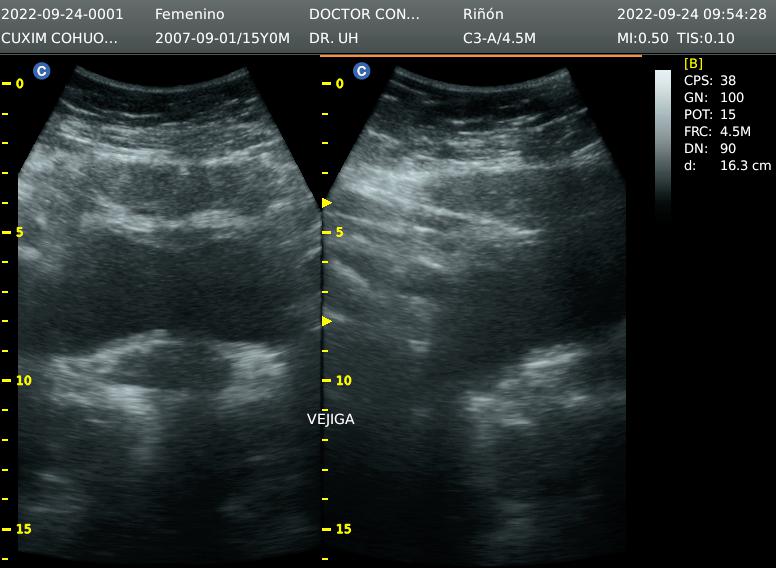 2022-09-24-0001 Femenino DOCTOR CON... Riñón 2022-09-24 09:54:28
CUXIM COHUO... 2007-09-01/15Y0M DR. UH C3-A/4.5M MI:0.50 TIS:0.10
C C
[B]
CPS: 38
GN: 100
POT: 15
FRC: 4.5M
DN: 90
d: 16.3 cm
0 0
5 5
10 10
VEJIGA
15 15